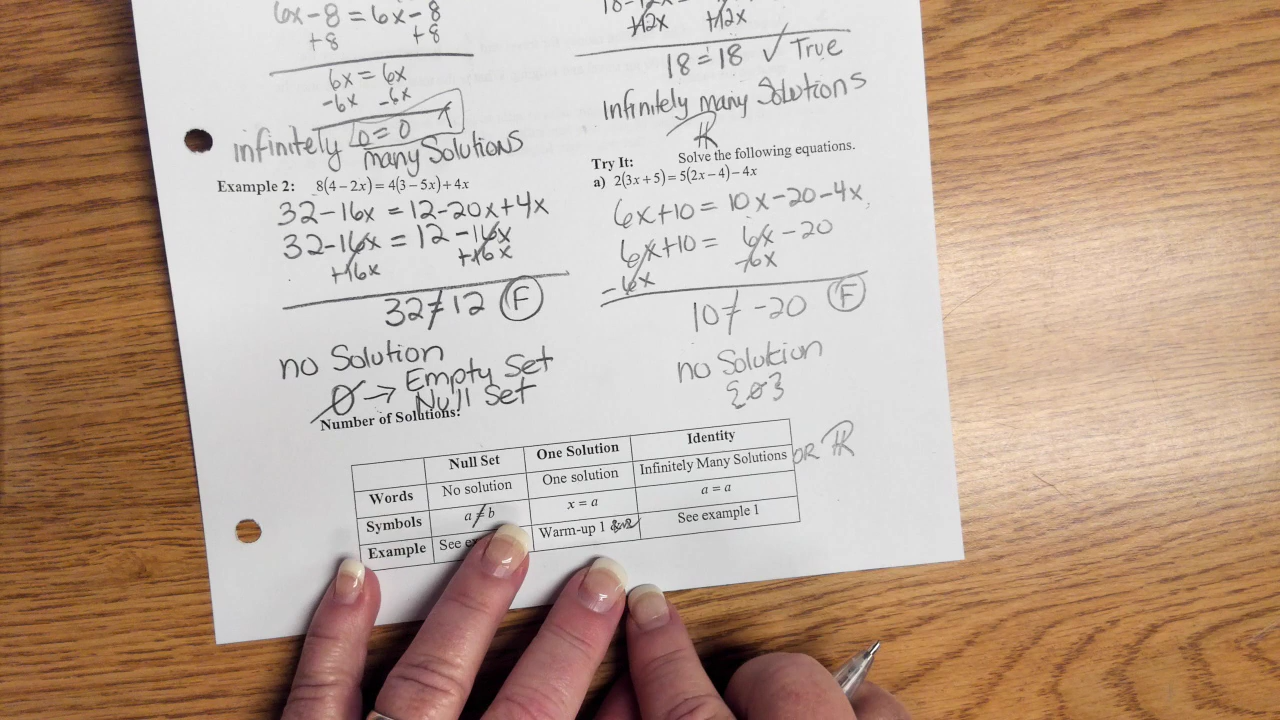 6x-8 = 6x-8
+8 +8
6x = 6x
-6x -6x
0 = 0
infinitely many Solutions
+12x +12x
18 = 18 ✓ True
Infinitely many Solutions
ℝ
Example 2: 8(4-2x)=4(3-5x)+4x
32-16x = 12-20x+4x
32-16x = 12-16x
+16x +16x
32≠12 F
no Solution
Ø → Empty Set
Null Set
Try It: Solve the following equations.
a) 2(3x+5)=5(2x-4)-4x
6x+10 = 10x-20-4x
6x+10 = 6x-20
-6x -6x
10≠ -20 F
no Solution
{ø}
Number of Solutions:
Null Set One Solution Identity
Words No solution One solution Infinitely Many Solutions OR ℝ
Symbols a≠b x = a a = a
Example See Warm-up 1 See example 1